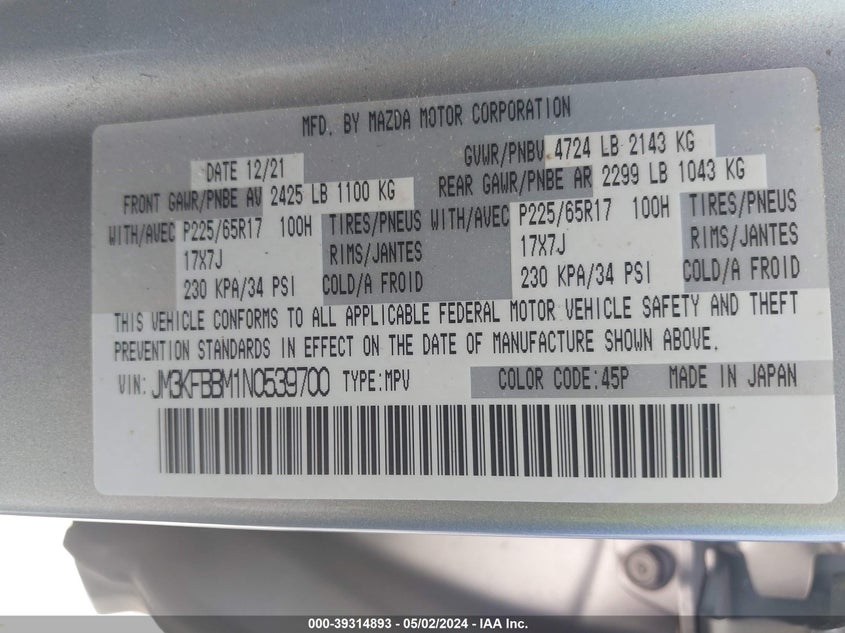 MFD. BY MAZDA MOTOR CORPORATION
DATE 12/21
GVWR/PNBV 4724 LB 2143 KG
FRONT GAWR/PNBE AV 2425 LB 1100 KG
REAR GAWR/PNBE AR 2299 LB 1043 KG
WITH/AVEC P225/65R17 100H TIRES/PNEUS
WITH/AVEC P225/65R17 100H TIRES/PNEUS
17X7J RIMS/JANTES
17X7J RIMS/JANTES
230 KPA/34 PSI COLD/A FROID
230 KPA/34 PSI COLD/A FROID
THIS VEHICLE CONFORMS TO ALL APPLICABLE FEDERAL MOTOR VEHICLE SAFETY AND THEFT
PREVENTION STANDARDS IN EFFECT ON THE DATE OF MANUFACTURE SHOWN ABOVE.
VIN: JM3KFBBM1N0539700 TYPE:MPV COLOR CODE:45P MADE IN JAPAN
000-39314893 - 05/02/2024 - IAA Inc.